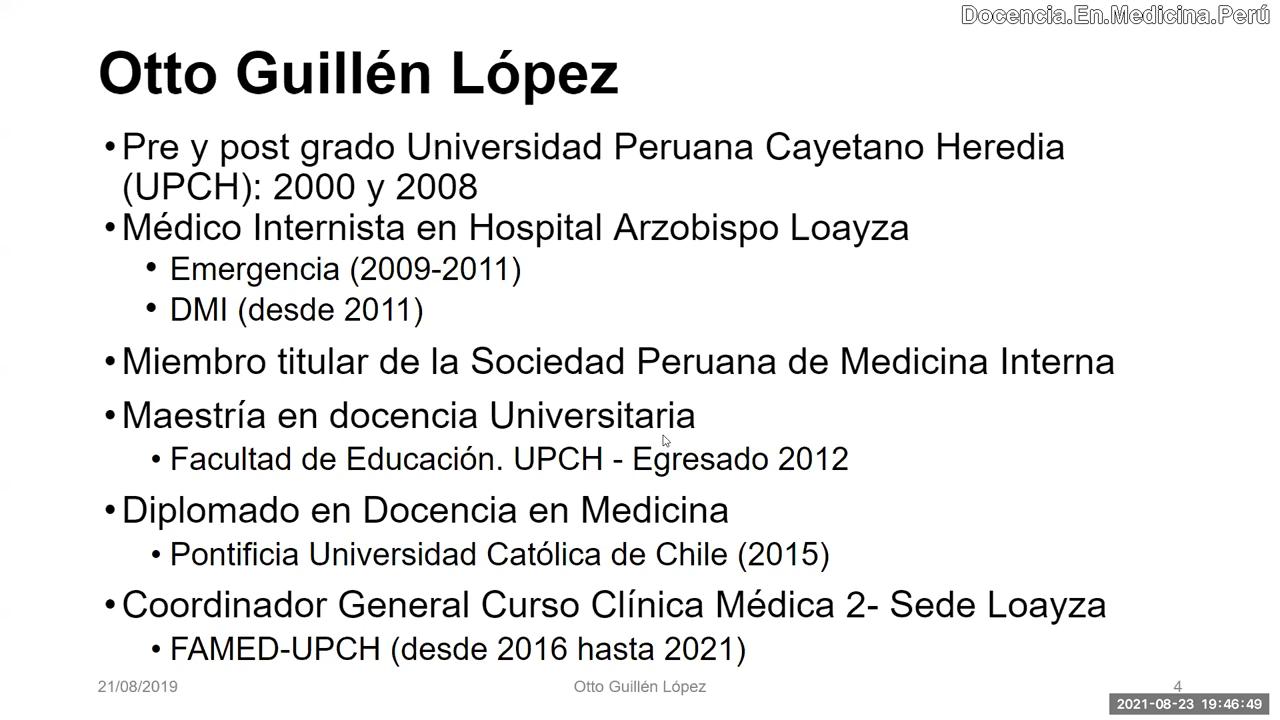 Docencia.En.Medicina.Perú
Otto Guillén López
•Pre y post grado Universidad Peruana Cayetano Heredia
(UPCH): 2000 y 2008
•Médico Internista en Hospital Arzobispo Loayza
• Emergencia (2009-2011)
• DMI (desde 2011)
•Miembro titular de la Sociedad Peruana de Medicina Interna
•Maestría en docencia Universitaria
• Facultad de Educación. UPCH - Egresado 2012
•Diplomado en Docencia en Medicina
• Pontificia Universidad Católica de Chile (2015)
•Coordinador General Curso Clínica Médica 2- Sede Loayza
• FAMED-UPCH (desde 2016 hasta 2021)
21/08/2019 Otto Guillén López 4
2021-08-23 19:46:49